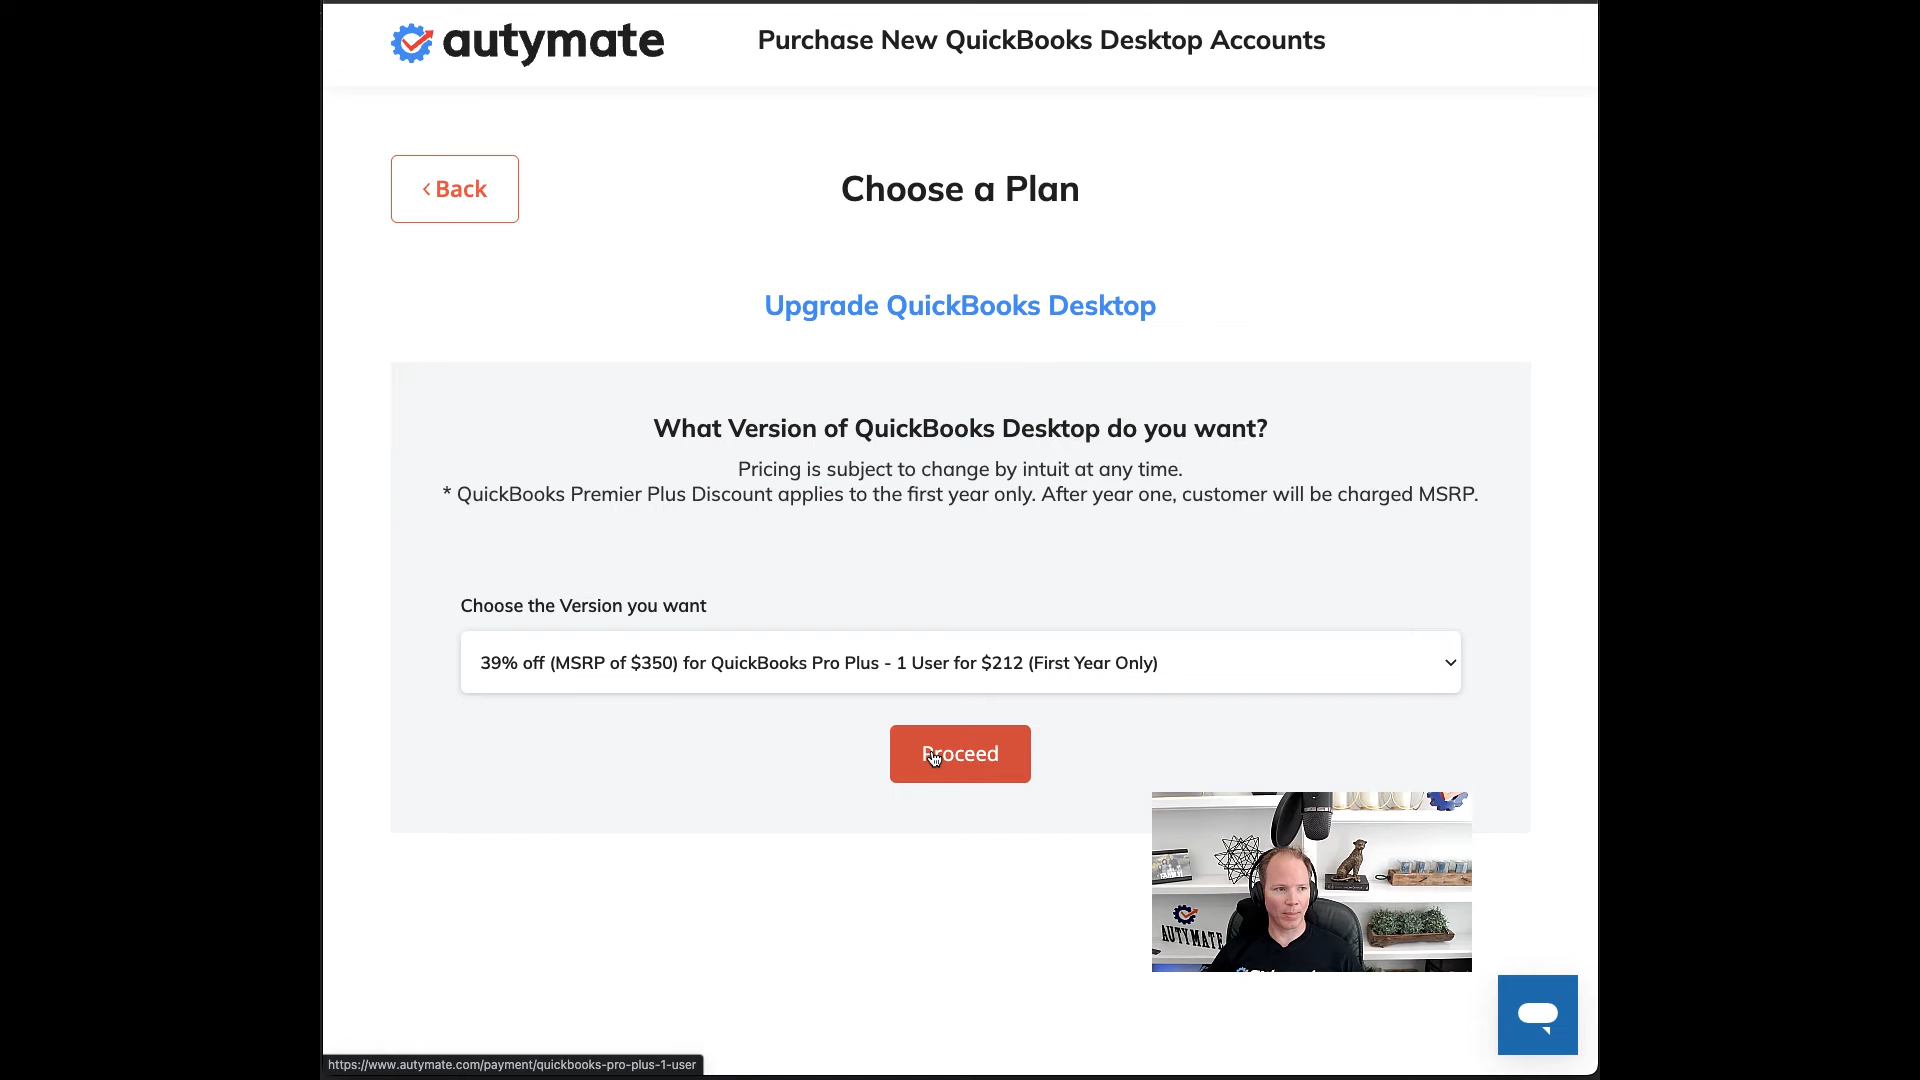 autymate
Purchase New QuickBooks Desktop Accounts
Back
Choose a Plan
Upgrade QuickBooks Desktop
What Version of QuickBooks Desktop do you want?
Pricing is subject to change by intuit at any time.
* QuickBooks Premier Plus Discount applies to the first year only. After year one, customer will be charged MSRP.
Choose the Version you want
39% off (MSRP of $350) for QuickBooks Pro Plus - 1 User for $212 (First Year Only)
Proceed
AUTYMATE
https://www.autymate.com/payment/quickbooks-pro-plus-1-user